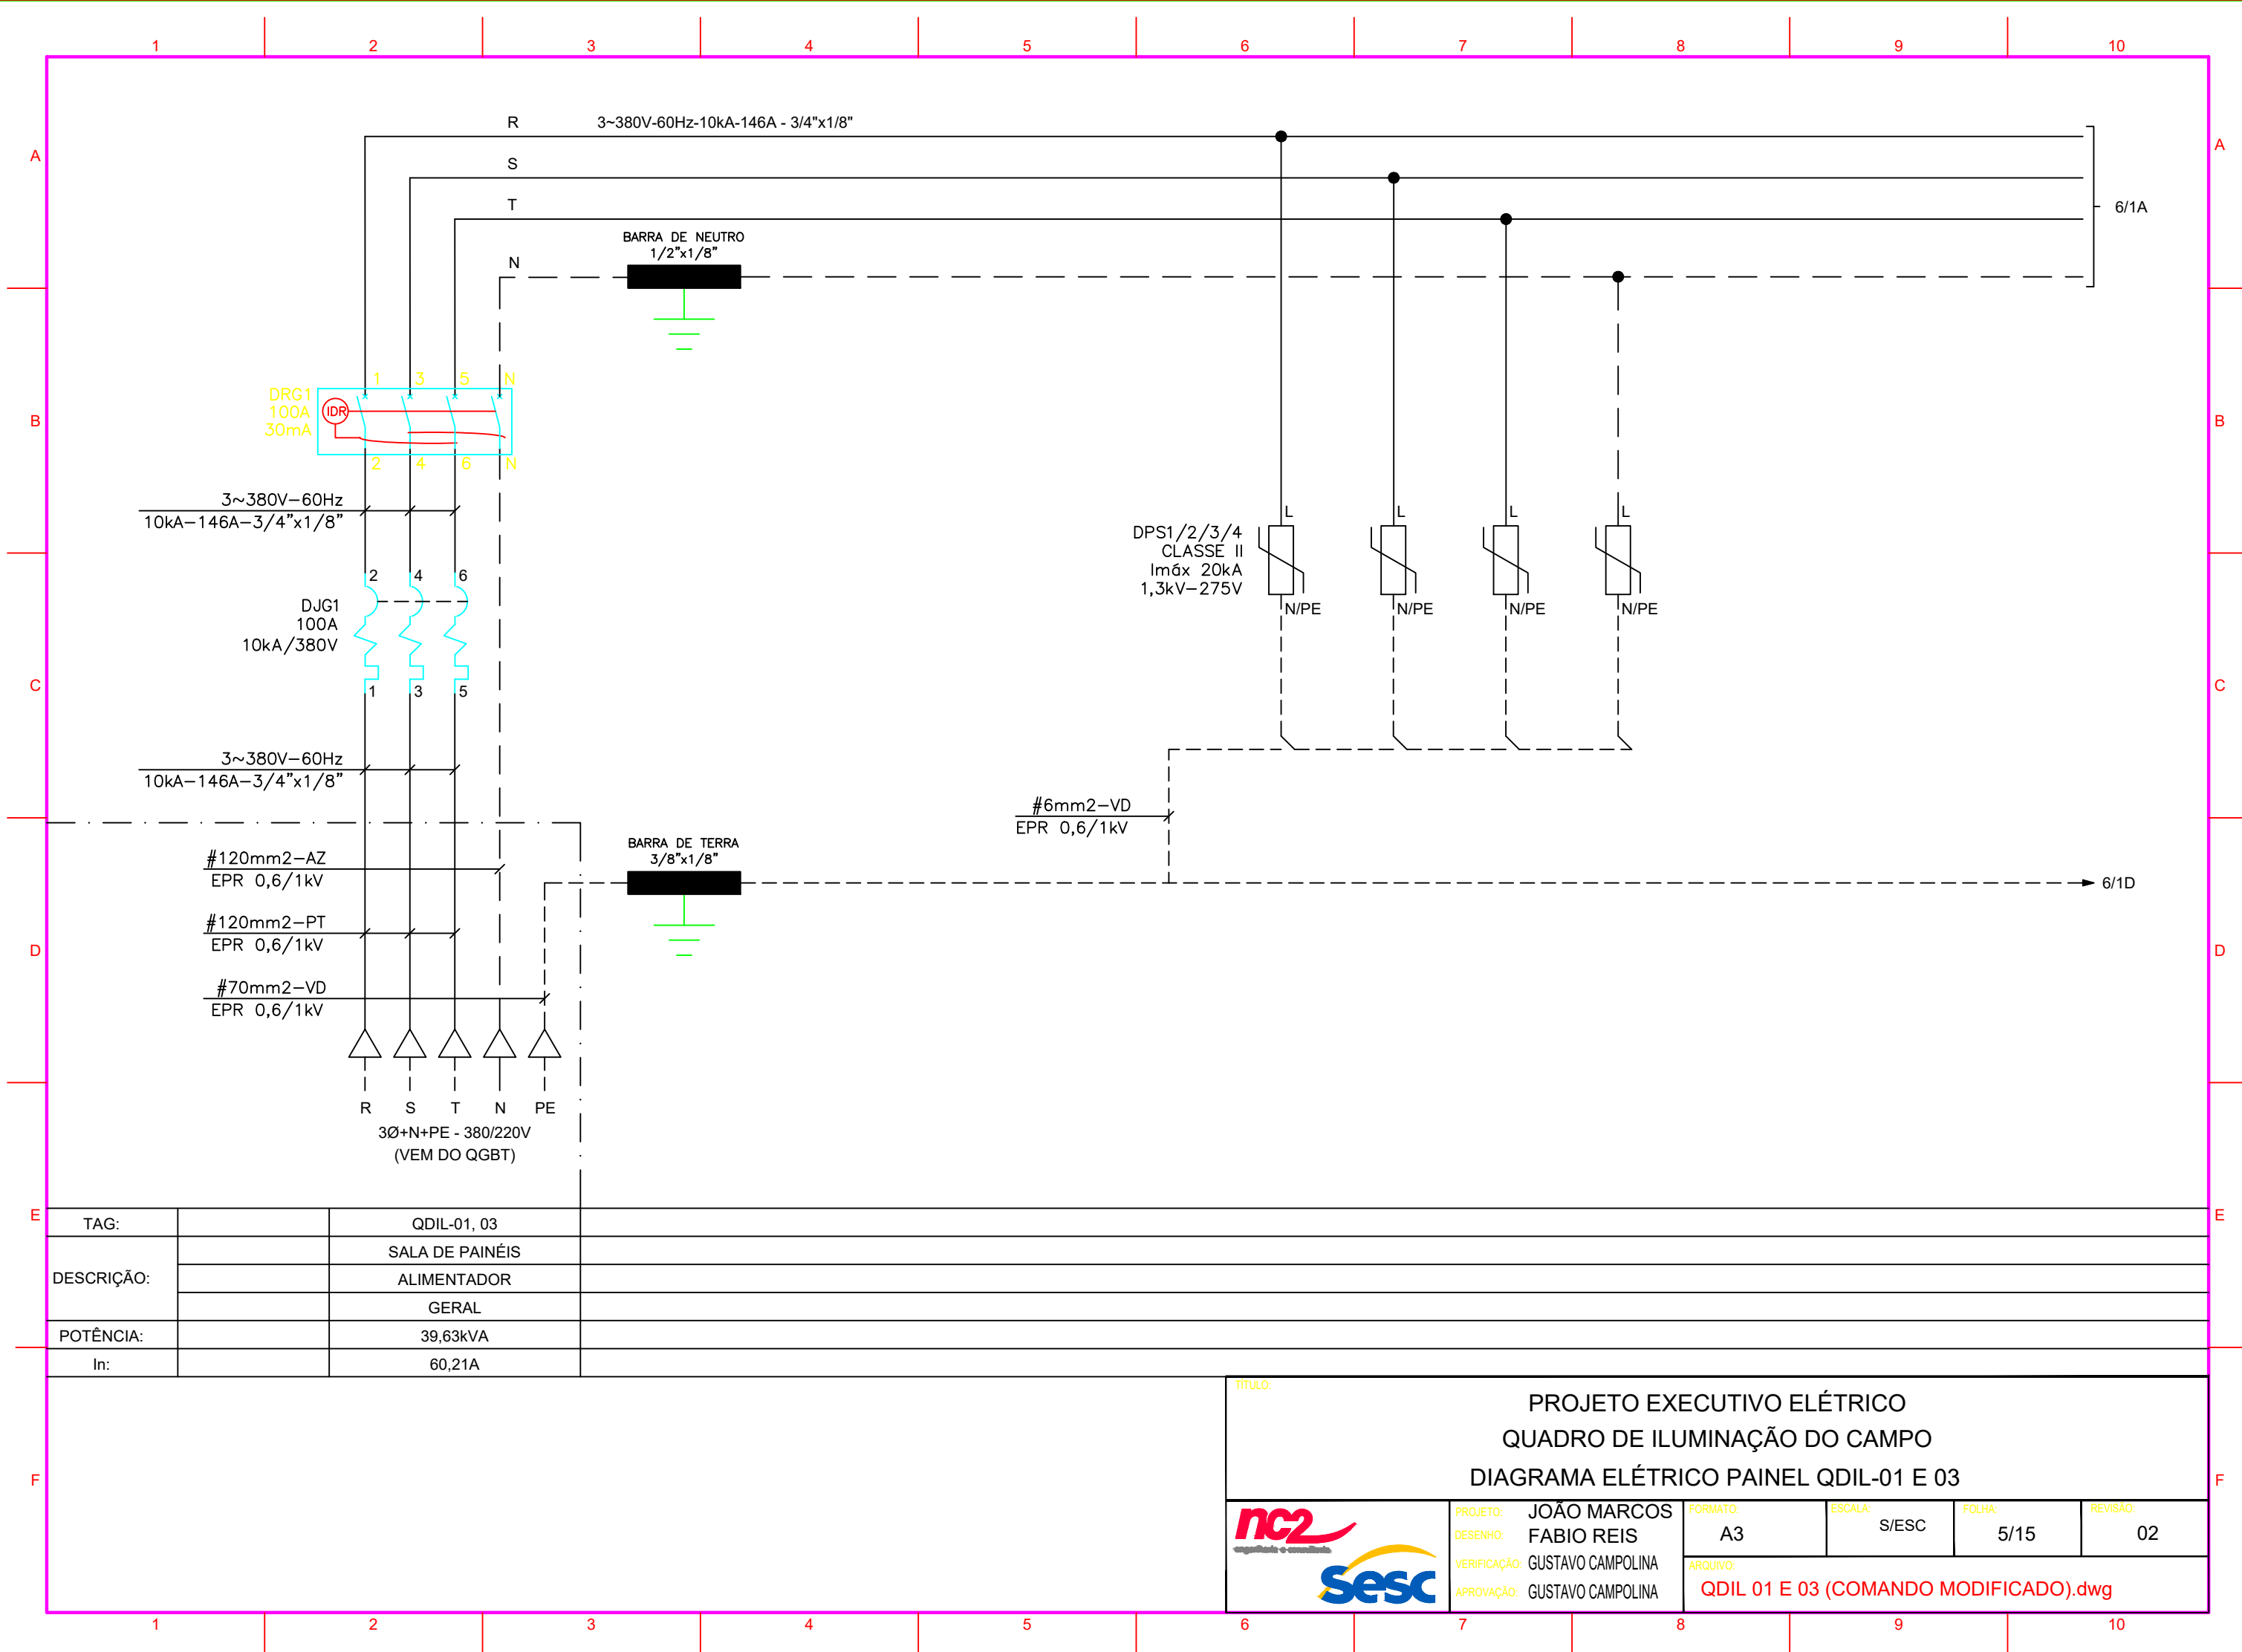 1 2 3 4 5 6 7 8 9 10
R 3~380V-60Hz-10kA-146A - 3/4"x1/8"
A A
S
T
6/1A
BARRA DE NEUTRO
1/2"x1/8"
N
1 3 5 N
DRG1
100A
30mA
IDR
B B
2 4 6 N
3~380V-60Hz
10kA-146A-3/4"x1/8"
L L L L
DPS1/2/3/4
CLASSE II
Imáx 20kA
1,3kV-275V
N/PE N/PE N/PE N/PE
2 4 6
DJG1
100A
10kA/380V
1 3 5
C C
3~380V-60Hz
10kA-146A-3/4"x1/8"
#6mm2-VD
EPR 0,6/1kV
BARRA DE TERRA
3/8"x1/8"
#120mm2-AZ
EPR 0,6/1kV
6/1D
#120mm2-PT
EPR 0,6/1kV
D D
#70mm2-VD
EPR 0,6/1kV
R S T N PE
3Ø+N+PE - 380/220V
(VEM DO QGBT)
E E
TAG: QDIL-01, 03
DESCRIÇÃO: SALA DE PAINÉIS
ALIMENTADOR
GERAL
POTÊNCIA: 39,63kVA
In: 60,21A
TÍTULO:
PROJETO EXECUTIVO ELÉTRICO
QUADRO DE ILUMINAÇÃO DO CAMPO
DIAGRAMA ELÉTRICO PAINEL QDIL-01 E 03
F F
nc2
engenharia e consultoria
Sesc
PROJETO: JOÃO MARCOS
DESENHO: FABIO REIS
VERIFICAÇÃO: GUSTAVO CAMPOLINA
APROVAÇÃO: GUSTAVO CAMPOLINA
FORMATO: A3
ESCALA: S/ESC
FOLHA: 5/15
REVISÃO: 02
ARQUIVO:
QDIL 01 E 03 (COMANDO MODIFICADO).dwg
1 2 3 4 5 6 7 8 9 10